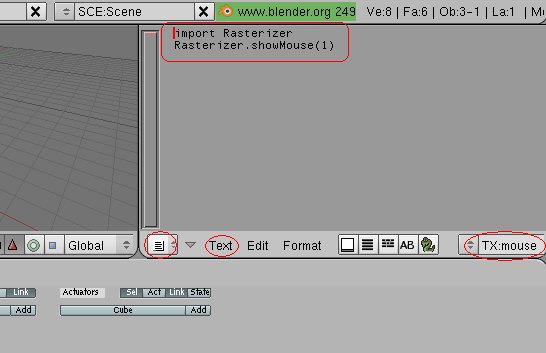 SCE:Scene
www.blender.org 249
Ve:8 | Fa:6 | Ob:3-1 | La:1 |
import Rasterizer
Rasterizer.showMouse(1)
Global
Text Edit Format
AB
TX:mouse
Link
Actuators
Sel Act Link State
Add
Cube Add